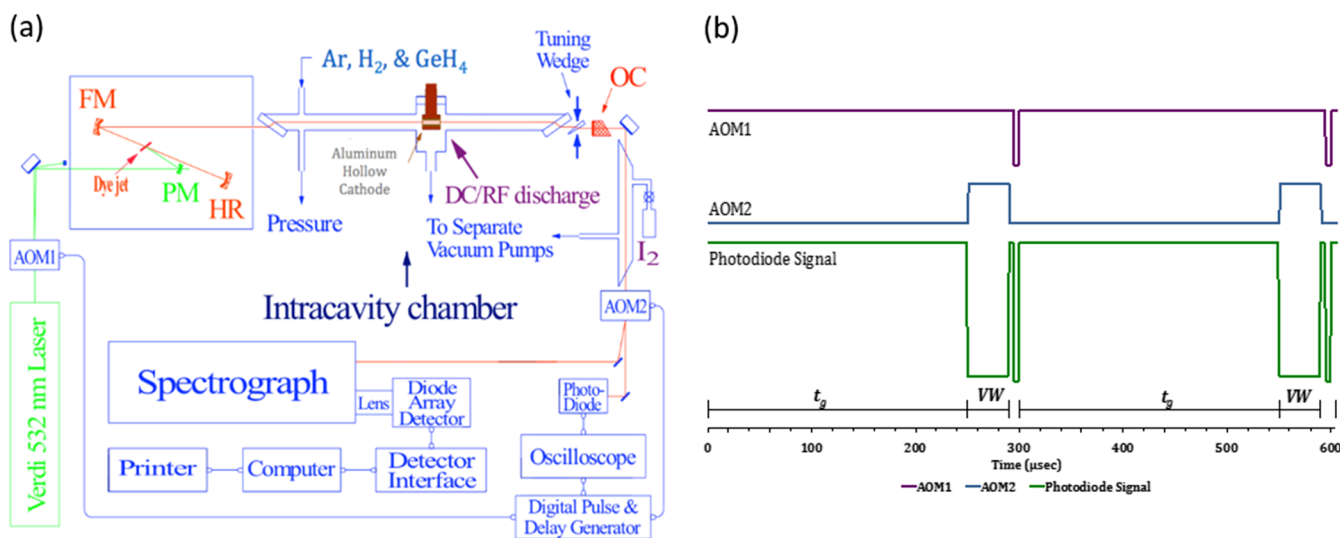 (a)
Ar, H₂, & GeH₄
Tuning
Wedge
OC
FM
Dye jet
PM
HR
Aluminum
Hollow
Cathode
DC/RF discharge
Pressure
To Separate
Vacuum Pumps
I₂
AOM1
Intracavity chamber
AOM2
Verdi 532 nm Laser
Spectrograph
Lens
Diode
Array
Detector
Photo-
Diode
Printer
Computer
Detector
Interface
Oscilloscope
Digital Pulse &
Delay Generator
(b)
AOM1
AOM2
Photodiode Signal
t_g VW t_g VW
0 100 200 300 400 500 600
Time (μsec)
AOM1 AOM2 Photodiode Signal